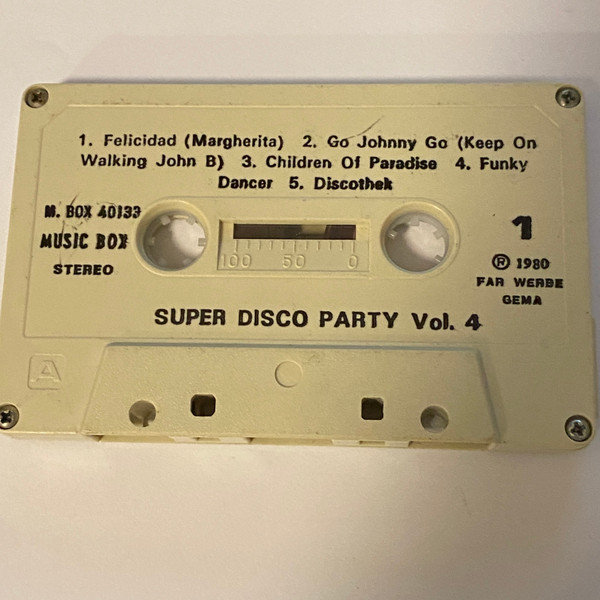 1. Felicidad (Margherita) 2. Go Johnny Go (Keep On
Walking John B) 3. Children Of Paradise 4. Funky
Dancer 5. Discothek
M. BOX 40133
MUSIC BOX
STEREO
100 50 0
1
Ⓡ 1980
FAR WERBE
GEMA
SUPER DISCO PARTY Vol. 4
A